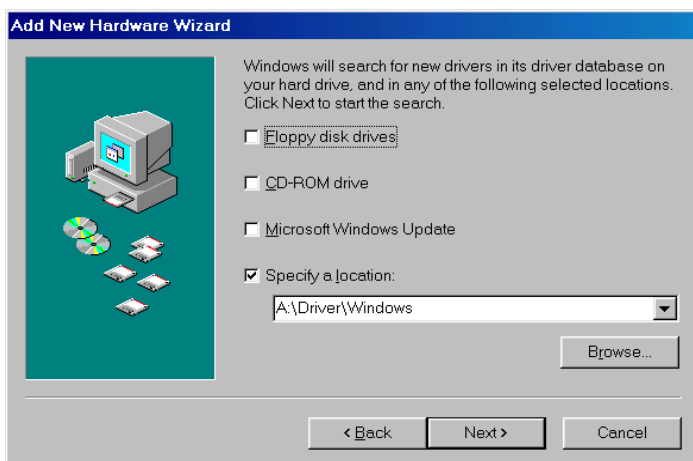 Add New Hardware Wizard
Windows will search for new drivers in its driver database on
your hard drive, and in any of the following selected locations.
Click Next to start the search.
Floppy disk drives
CD-ROM drive
Microsoft Windows Update
Specify a location:
A:\Driver\Windows
Browse...
< Back Next > Cancel